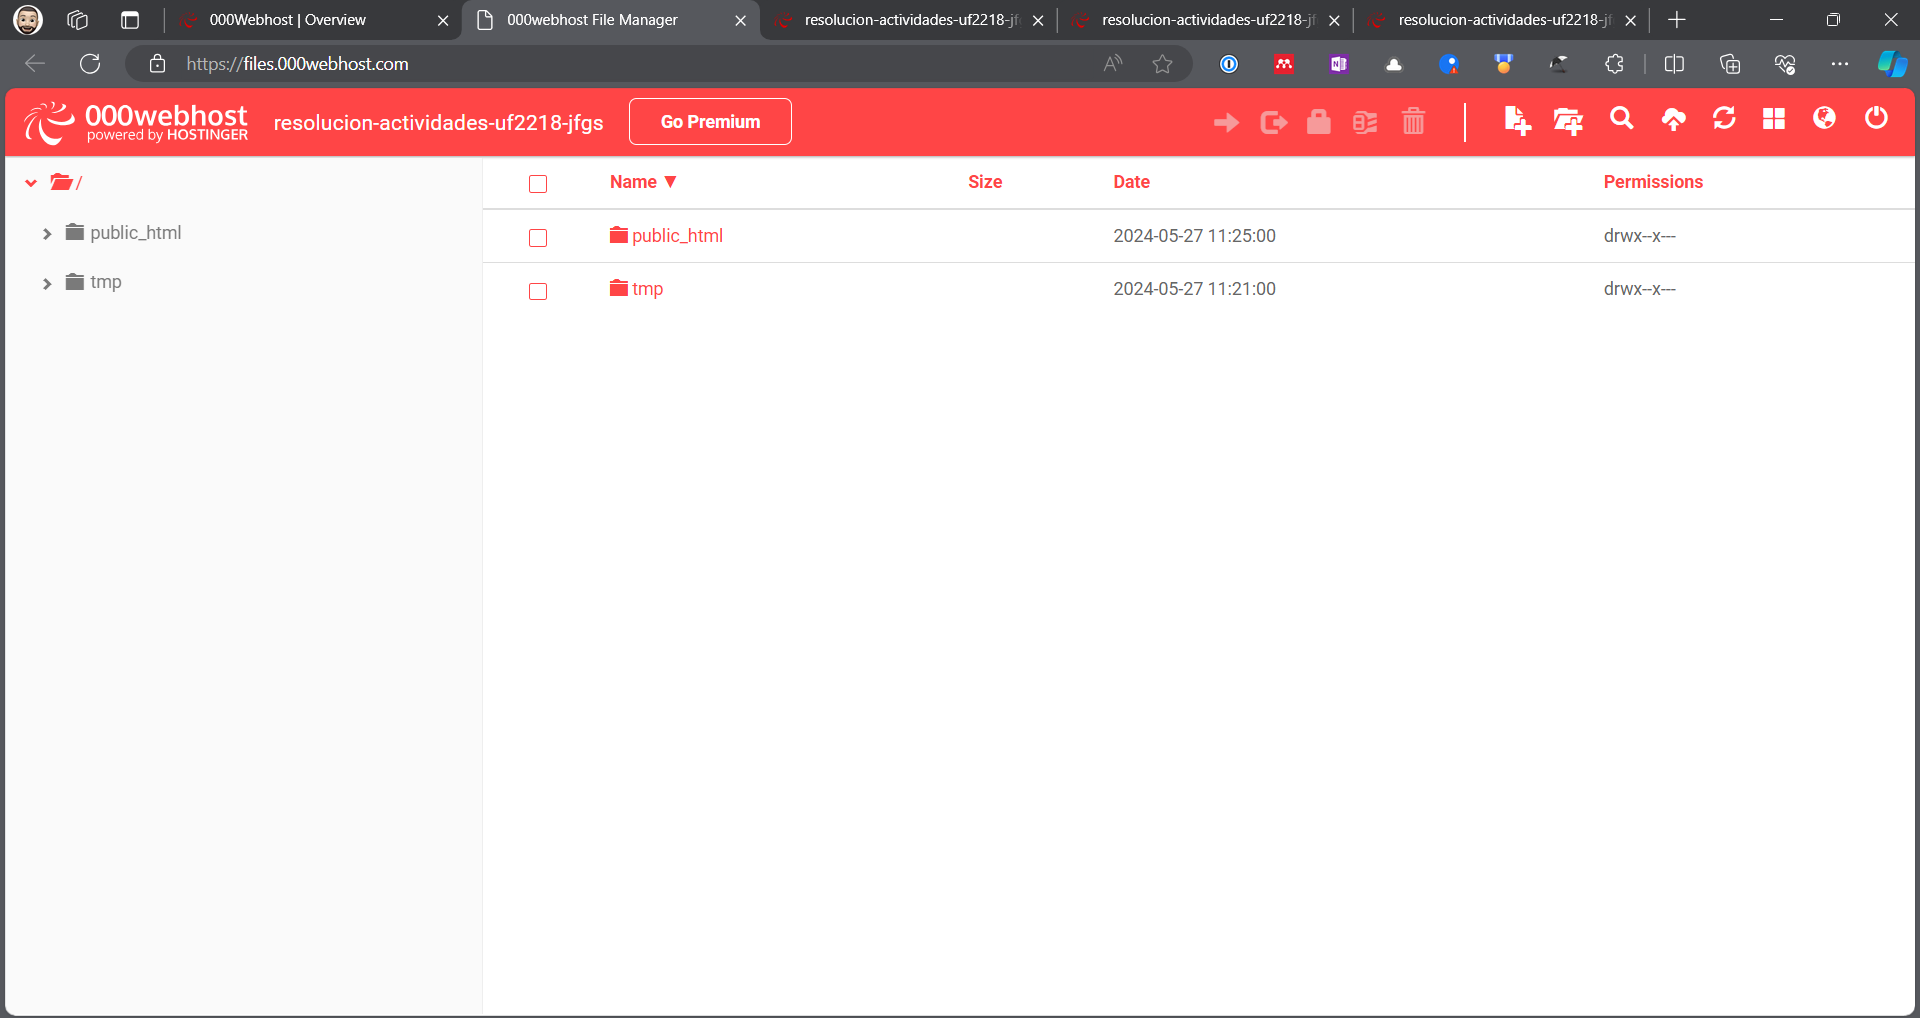 000Webhost | Overview
000webhost File Manager
resolucion-actividades-uf2218-jf
resolucion-actividades-uf2218-jf
resolucion-actividades-uf2218-jf
https://files.000webhost.com
000webhost
powered by HOSTINGER
resolucion-actividades-uf2218-jfgs
Go Premium
/
public_html
tmp
Name ▼ Size Date Permissions
public_html 2024-05-27 11:25:00 drwx--x---
tmp 2024-05-27 11:21:00 drwx--x---